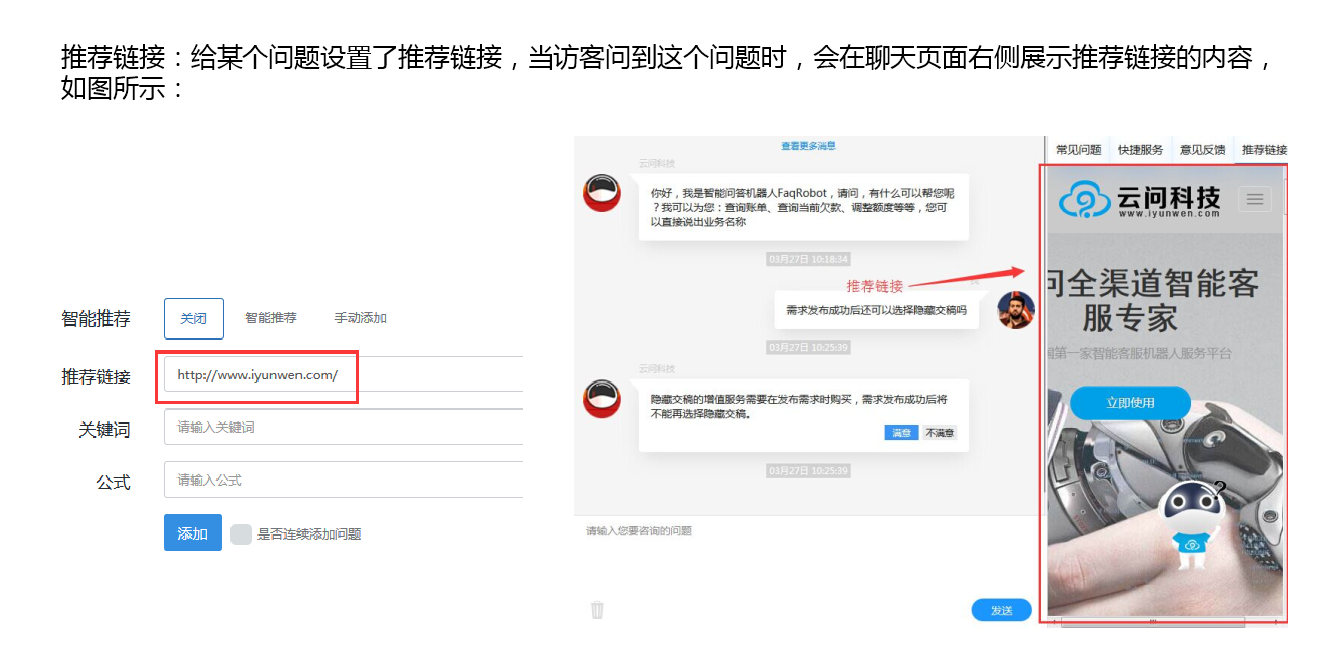 推荐链接：给某个问题设置了推荐链接，当访客问到这个问题时，会在聊天页面右侧展示推荐链接的内容，
如图所示：
智能推荐 关闭 智能推荐 手动添加
推荐链接 http://www.iyunwen.com/
关键词 请输入关键词
公式 请输入公式
添加 是否连续添加问题
查看更多消息
云问科技
你好，我是智能问答机器人FaqRobot，请问，有什么可以帮您呢
？我可以为您：查询账单、查询当前欠款、调整额度等等，您可
以直接说出业务名称
03月27日 10:18:34
推荐链接
需求发布成功后还可以选择隐藏交稿吗
03月27日 10:25:39
云问科技
隐藏交稿的增值服务需要在发布需求时购买，需求发布成功后将
不能再选择隐藏交稿。
满意 不满意
03月27日 10:25:39
请输入您要咨询的问题
发送
常见问题 快捷服务 意见反馈 推荐链接
云问科技
www.iyunwen.com
问全渠道智能客
服专家
国第一家智能客服机器人服务平台
立即使用